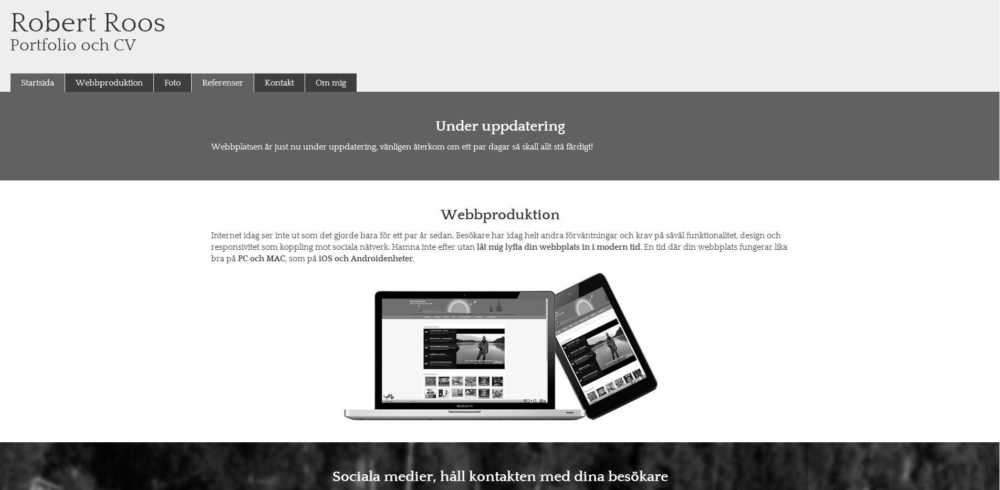 Robert Roos
Portfolio och CV
Startsida Webbproduktion Foto Referenser Kontakt Om mig
Under uppdatering
Webbplatsen är just nu under uppdatering, vänligen återkom om ett par dagar så skall allt stå färdigt!
Webbproduktion
Internet idag ser inte ut som det gjorde bara för ett par år sedan. Besökare har idag helt andra förväntningar och krav på såväl funktionalitet, design och
responsivitet som koppling mot sociala nätverk. Hamna inte efter utan låt mig lyfta din webbplats in i modern tid. En tid där din webbplats fungerar lika
bra på PC och MAC, som på iOS och Androidenheter.
MacBook Pro
Sociala medier, håll kontakten med dina besökare